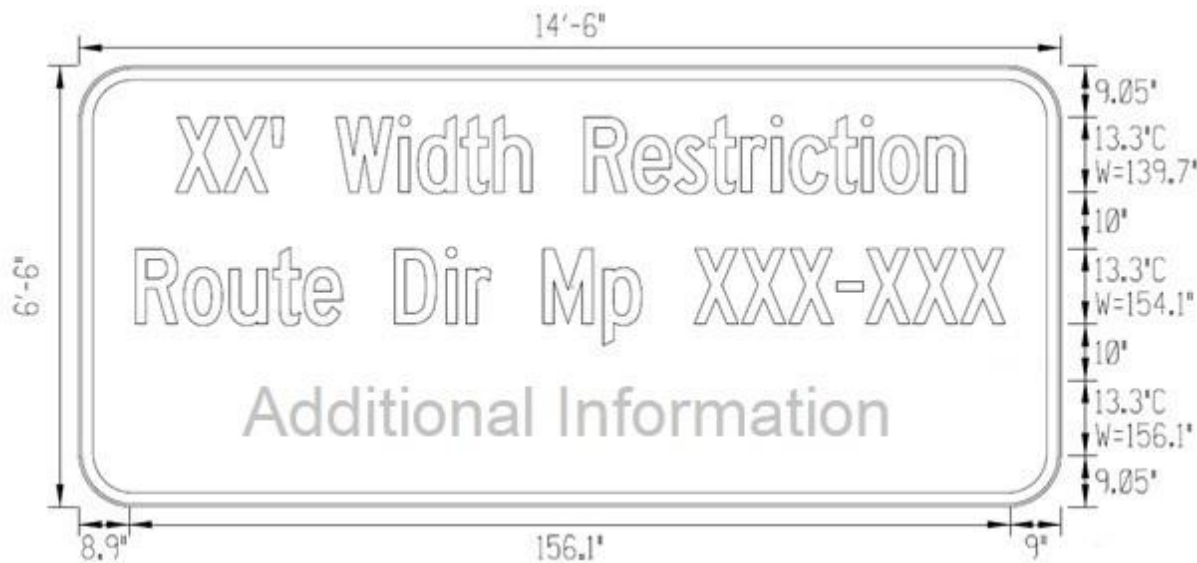 14'-6"
9.05"
XX' Width Restriction
13.3"C
W=139.7"
10"
6'-6"
Route Dir Mp XXX-XXX
13.3"C
W=154.1"
10"
Additional Information
13.3"C
W=156.1"
9.05"
8.9"
156.1"
9"